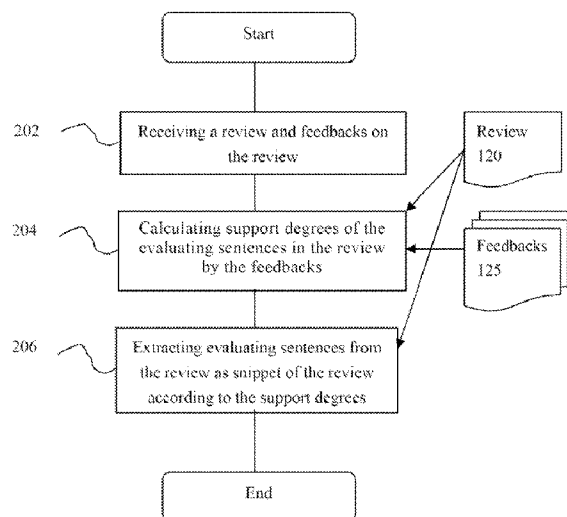 Start
202
Receiving a review and feedbacks on
the review
Review
120
204
Calculating support degrees of the
evaluating sentences in the review
by the feedbacks
Feedbacks
125
206
Extracting evaluating sentences from
the review as snippet of the review
according to the support degrees
End